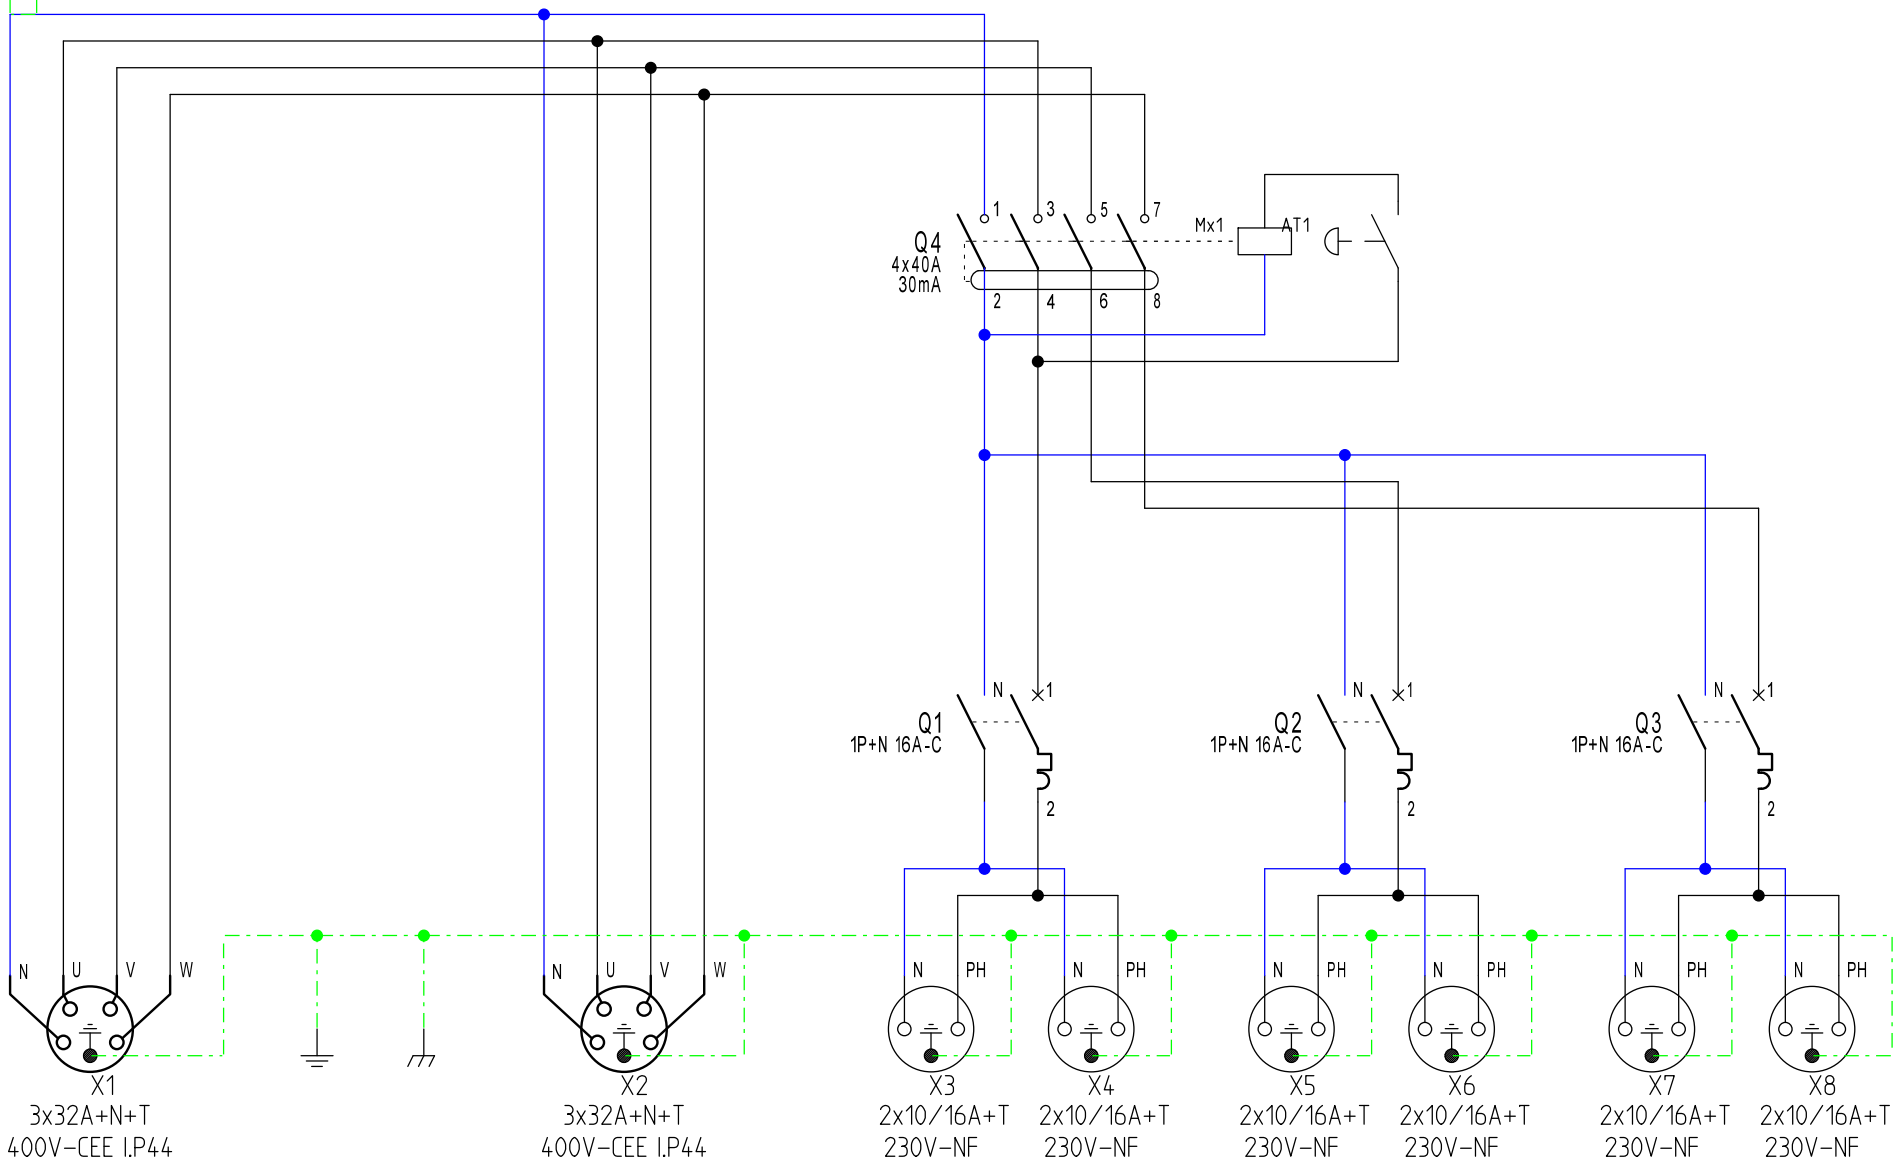 1 3 5 7
Mx1 AT1
Q4
4x40A
30mA
2 4 6 8
N 1 N 1 N 1
Q1 Q2 Q3
1P+N 16A-C 1P+N 16A-C 1P+N 16A-C
2 2 2
N U V W N U V W N PH N PH N PH N PH N PH N PH
X1 X2 X3 X4 X5 X6 X7 X8
3x32A+N+T 3x32A+N+T 2x10/16A+T 2x10/16A+T 2x10/16A+T 2x10/16A+T 2x10/16A+T 2x10/16A+T
400V-CEE I.P44 400V-CEE I.P44 230V-NF 230V-NF 230V-NF 230V-NF 230V-NF 230V-NF